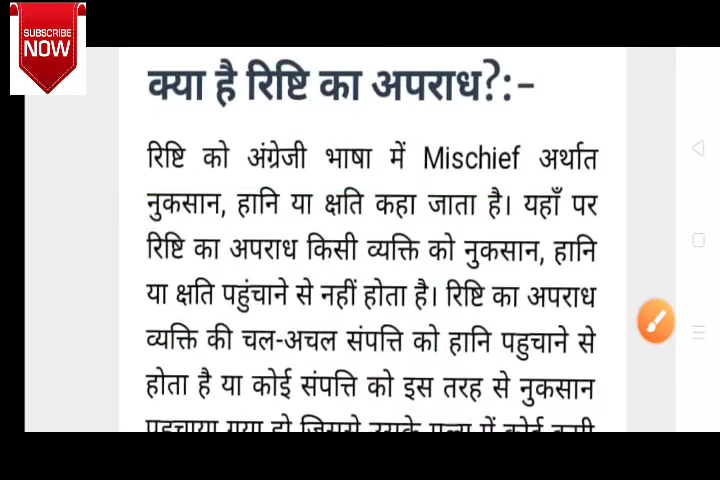 SUBSCRIBE
NOW
क्या है रिष्टि का अपराध?:-
रिष्टि को अंग्रेजी भाषा में Mischief अर्थात
नुकसान, हानि या क्षति कहा जाता है। यहाँ पर
रिष्टि का अपराध किसी व्यक्ति को नुकसान, हानि
या क्षति पहुंचाने से नहीं होता है। रिष्टि का अपराध
व्यक्ति की चल-अचल संपत्ति को हानि पहुचाने से
होता है या कोई संपत्ति को इस तरह से नुकसान